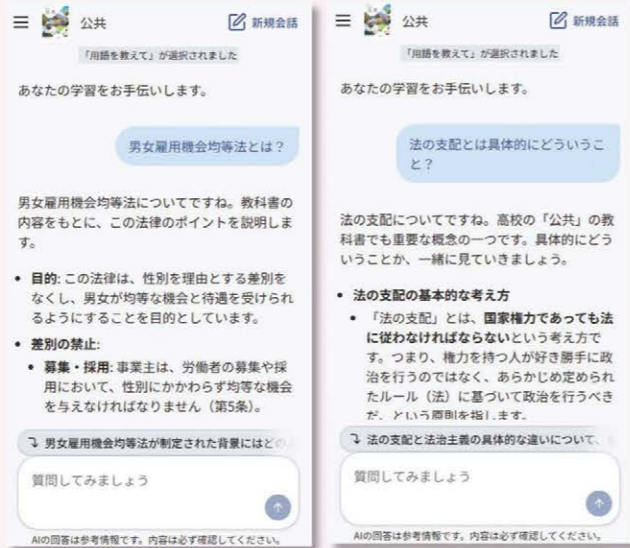 公共
新規会話
「用語を教えて」が選択されました
あなたの学習をお手伝いします。
男女雇用機会均等法とは？
男女雇用機会均等法についてですね。教科書の
内容をもとに、この法律のポイントを説明しま
す。
• 目的: この法律は、性別を理由とする差別を
なくし、男女が均等な機会と待遇を受けられ
るようにすることを目的としています。
• 差別の禁止:
• 募集・採用: 事業主は、労働者の募集や採
用において、性別にかかわらず均等な機会
を与えなければなりません（第5条）。
男女雇用機会均等法が制定された背景にはどの
質問してみましょう
AIの回答は参考情報です。内容は必ず確認してください。
公共
新規会話
「用語を教えて」が選択されました
あなたの学習をお手伝いします。
法の支配とは具体的にどういうこ
と？
法の支配についてですね。高校の「公共」の教
科書でも重要な概念の一つです。具体的にどう
いうことか、一緒に見ていきましょう。
• 法の支配の基本的な考え方
• 「法の支配」とは、国家権力であっても法
に従わなければならないという考え方で
す。つまり、権力を持つ人が好き勝手に政
治を行うのではなく、あらかじめ定められ
たルール（法）に基づいて政治を行うべき
だ、という原則を指します。
法の支配と法治主義の具体的な違いについて、
質問してみましょう
AIの回答は参考情報です。内容は必ず確認してください。